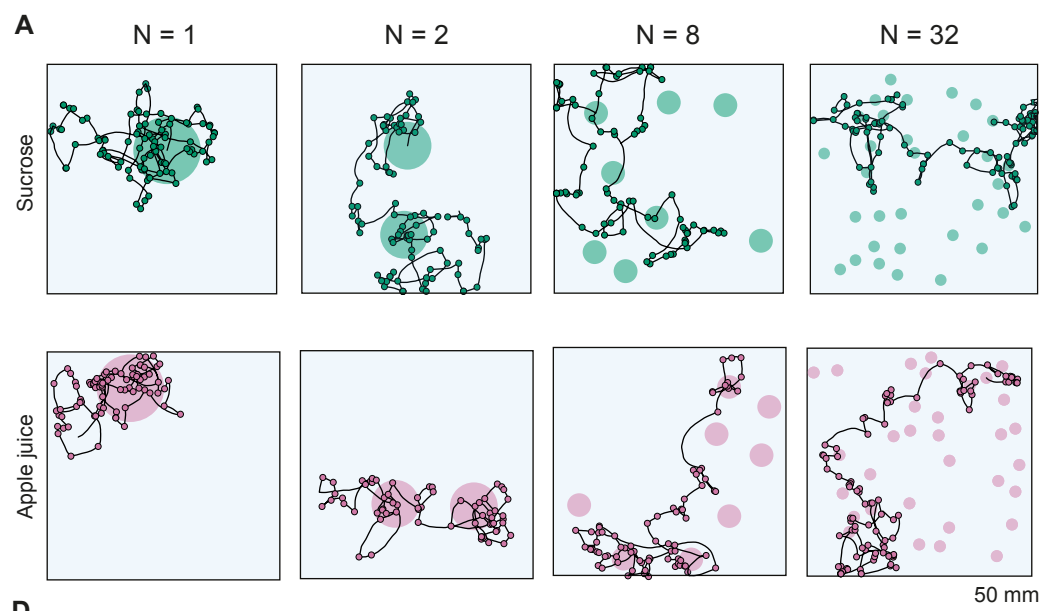 A
N = 1
N = 2
N = 8
N = 32
Sucrose
Apple juice
50 mm
D